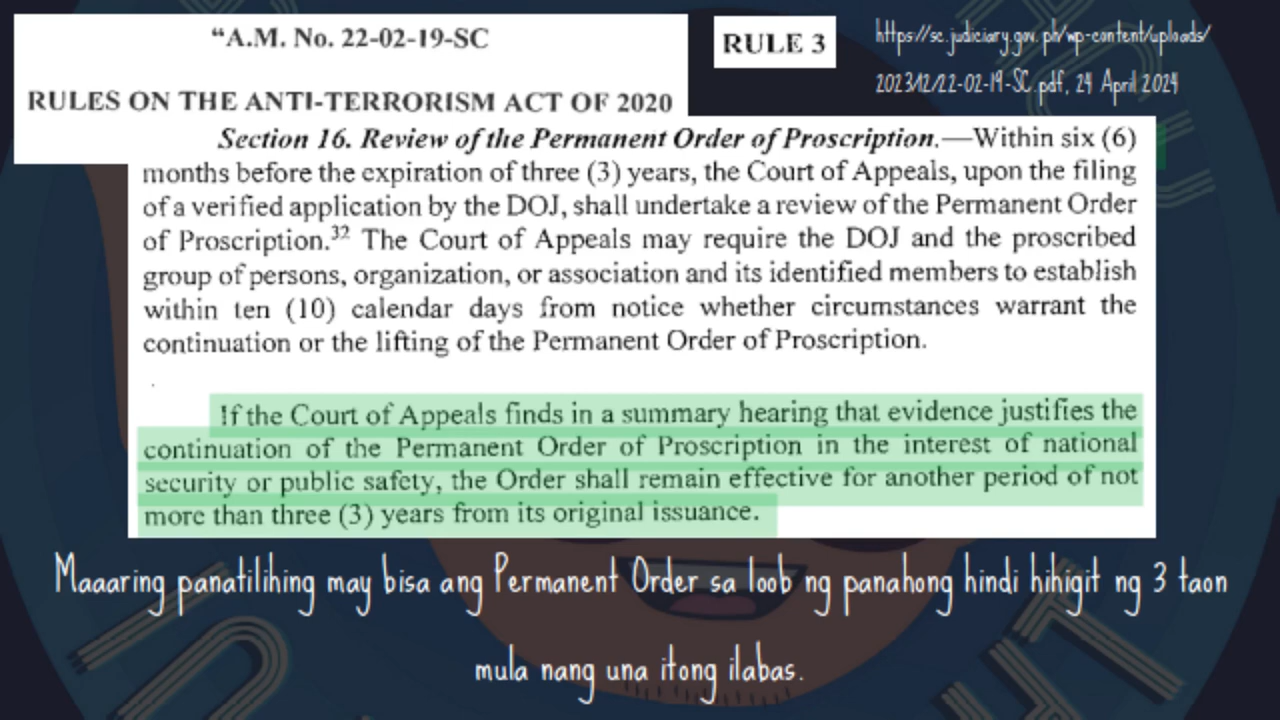 “A.M. No. 22-02-19-SC
RULES ON THE ANTI-TERRORISM ACT OF 2020
RULE 3
https://sc.judiciary.gov.ph/wp-content/uploads/
2023/12/22-02-19-SC.pdf, 24 April 2024
Section 16. Review of the Permanent Order of Proscription.—Within six (6)
months before the expiration of three (3) years, the Court of Appeals, upon the filing
of a verified application by the DOJ, shall undertake a review of the Permanent Order
of Proscription.³² The Court of Appeals may require the DOJ and the proscribed
group of persons, organization, or association and its identified members to establish
within ten (10) calendar days from notice whether circumstances warrant the
continuation or the lifting of the Permanent Order of Proscription.
If the Court of Appeals finds in a summary hearing that evidence justifies the
continuation of the Permanent Order of Proscription in the interest of national
security or public safety, the Order shall remain effective for another period of not
more than three (3) years from its original issuance.
Maaaring panatilihing may bisa ang Permanent Order sa loob ng panahong hindi hihigit ng 3 taon
mula nang una itong ilabas.